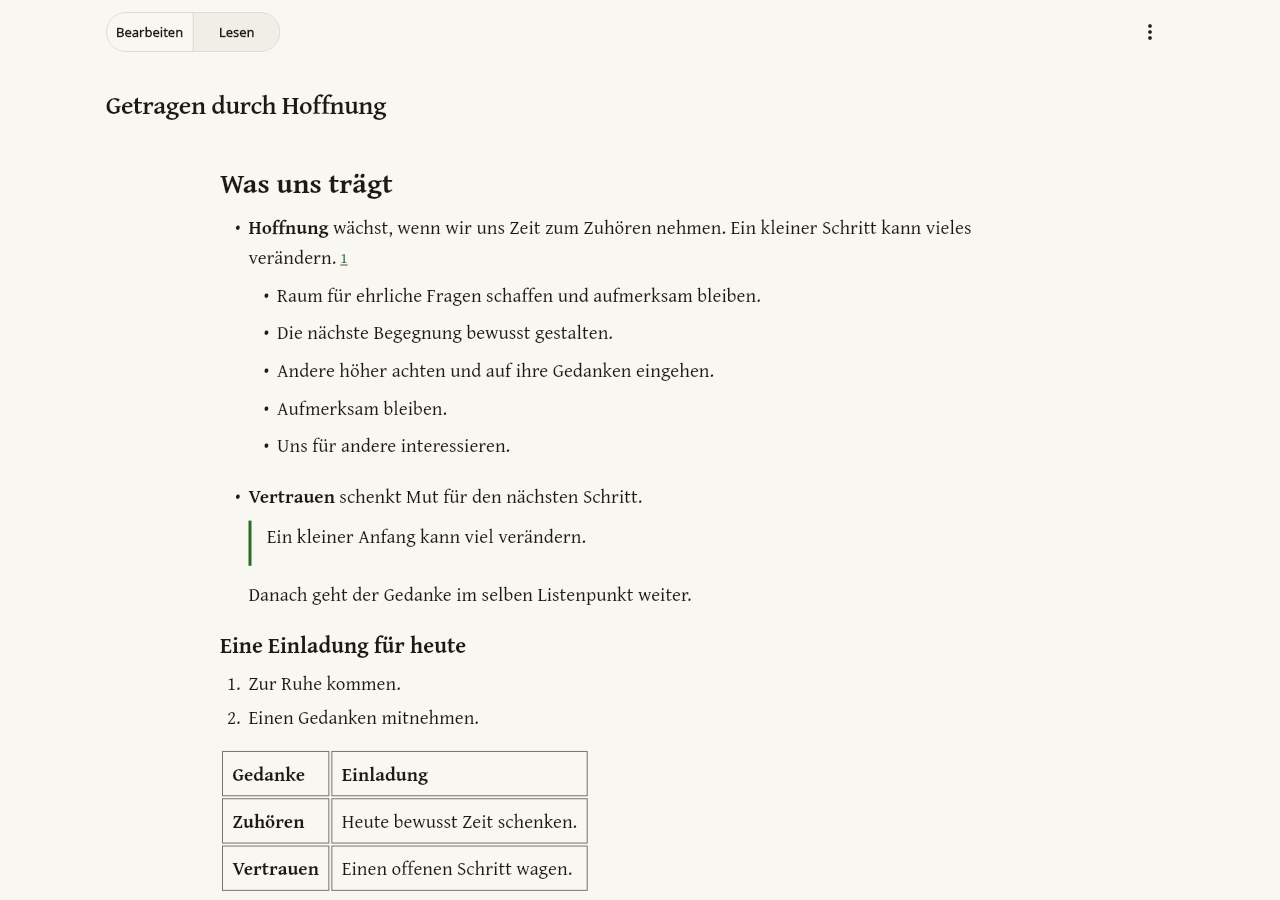 Bearbeiten Lesen
Getragen durch Hoffnung
Was uns trägt
• Hoffnung wächst, wenn wir uns Zeit zum Zuhören nehmen. Ein kleiner Schritt kann vieles
verändern. 1
• Raum für ehrliche Fragen schaffen und aufmerksam bleiben.
• Die nächste Begegnung bewusst gestalten.
• Andere höher achten und auf ihre Gedanken eingehen.
• Aufmerksam bleiben.
• Uns für andere interessieren.
• Vertrauen schenkt Mut für den nächsten Schritt.
Ein kleiner Anfang kann viel verändern.
Danach geht der Gedanke im selben Listenpunkt weiter.
Eine Einladung für heute
1. Zur Ruhe kommen.
2. Einen Gedanken mitnehmen.
Gedanke Einladung
Zuhören Heute bewusst Zeit schenken.
Vertrauen Einen offenen Schritt wagen.